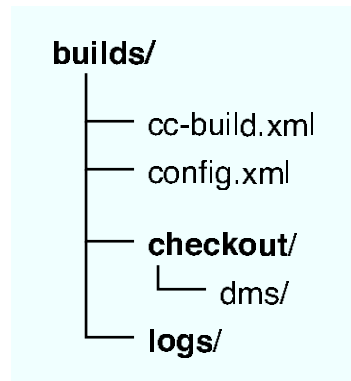 builds/
cc-build.xml
config.xml
checkout/
dms/
logs/